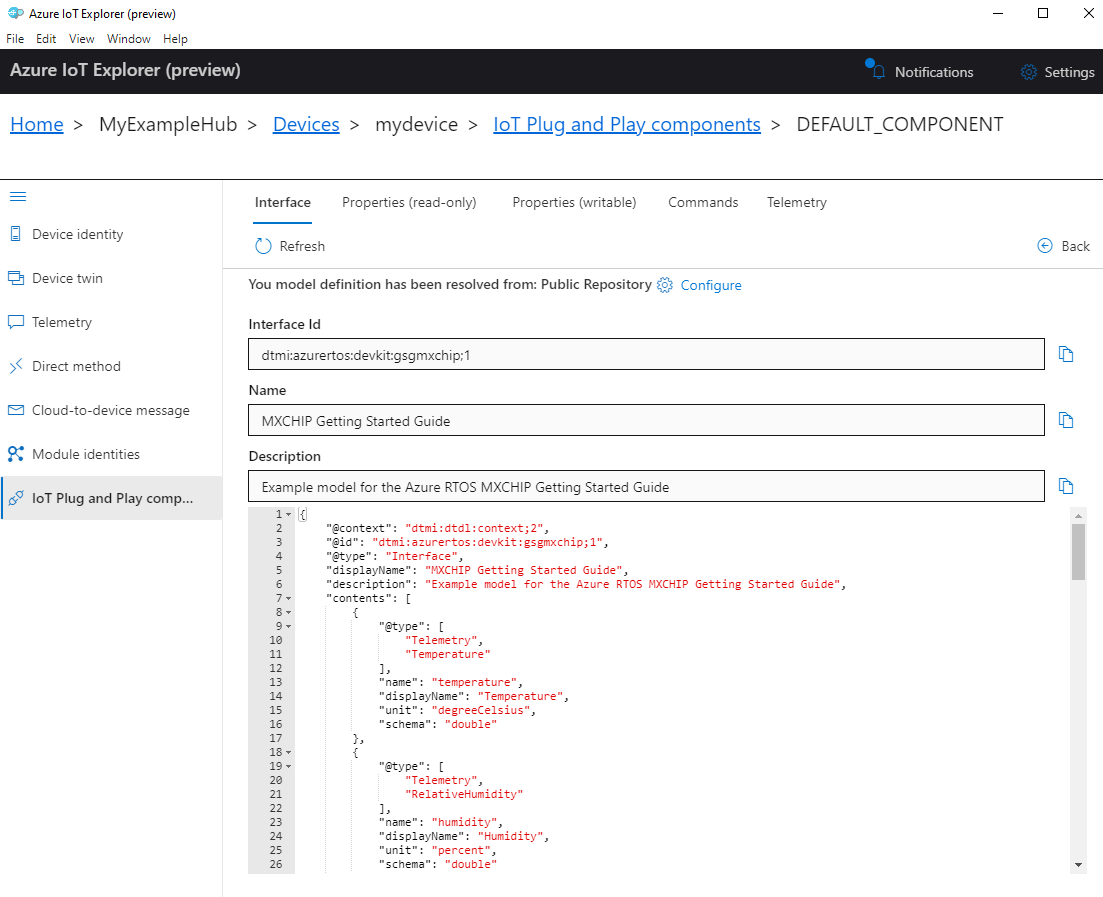 Azure IoT Explorer (preview)
File Edit View Window Help
Azure IoT Explorer (preview) Notifications Settings
Home > MyExampleHub > Devices > mydevice > IoT Plug and Play components > DEFAULT_COMPONENT
Device identity
Device twin
Telemetry
Direct method
Cloud-to-device message
Module identities
IoT Plug and Play comp...
Interface Properties (read-only) Properties (writable) Commands Telemetry
Refresh Back
You model definition has been resolved from: Public Repository Configure
Interface Id
dtmi:azurertos:devkit:gsgmxchip;1
Name
MXCHIP Getting Started Guide
Description
Example model for the Azure RTOS MXCHIP Getting Started Guide
1 {
2 "@context": "dtmi:dtdl:context;2",
3 "@id": "dtmi:azurertos:devkit:gsgmxchip;1",
4 "@type": "Interface",
5 "displayName": "MXCHIP Getting Started Guide",
6 "description": "Example model for the Azure RTOS MXCHIP Getting Started Guide",
7 "contents": [
8 {
9 "@type": [
10 "Telemetry",
11 "Temperature"
12 ],
13 "name": "temperature",
14 "displayName": "Temperature",
15 "unit": "degreeCelsius",
16 "schema": "double"
17 },
18 {
19 "@type": [
20 "Telemetry",
21 "RelativeHumidity"
22 ],
23 "name": "humidity",
24 "displayName": "Humidity",
25 "unit": "percent",
26 "schema": "double"